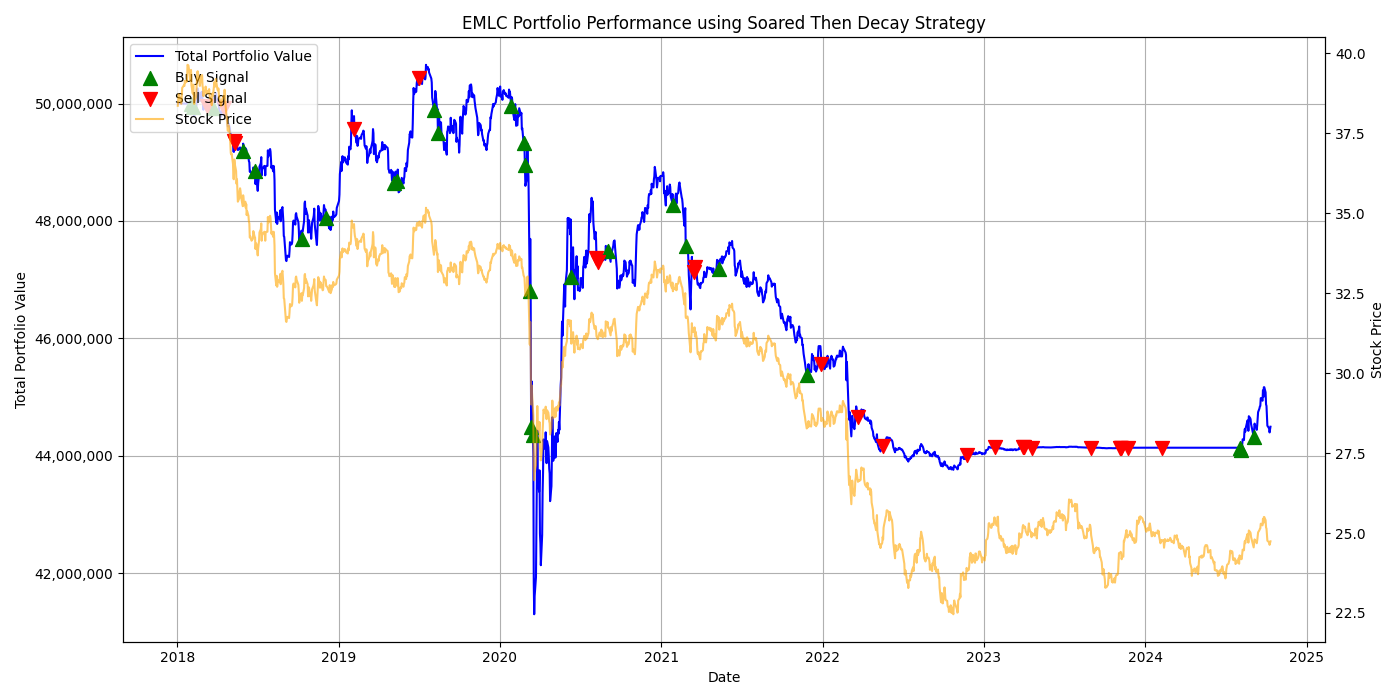 EMLC Portfolio Performance using Soared Then Decay Strategy
Total Portfolio Value
Buy Signal
Sell Signal
Stock Price
50,000,000
48,000,000
46,000,000
44,000,000
42,000,000
Total Portfolio Value
40.0
37.5
35.0
32.5
30.0
27.5
25.0
22.5
Stock Price
2018
2019
2020
2021
2022
2023
2024
2025
Date